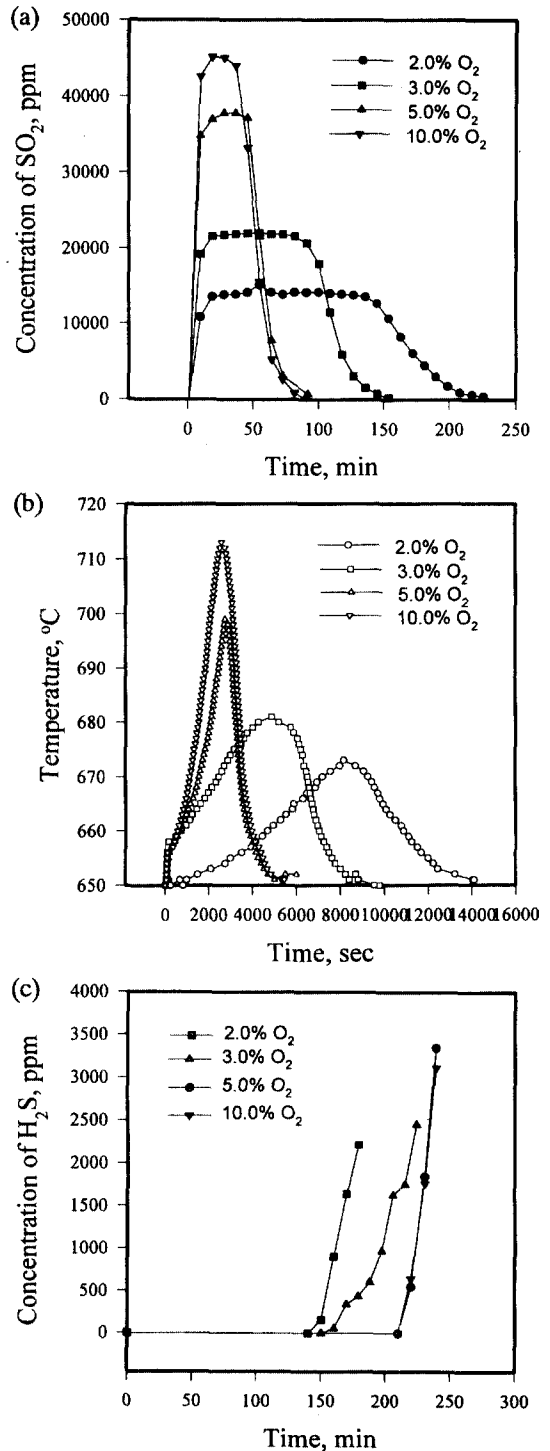 (a)
50000
40000
30000
20000
10000
0
Concentration of SO₂, ppm
2.0% O₂
3.0% O₂
5.0% O₂
10.0% O₂
0 50 100 150 200 250
Time, min
(b)
720
710
700
690
680
670
660
650
Temperature, ºC
2.0% O₂
3.0% O₂
5.0% O₂
10.0% O₂
0 2000 4000 6000 8000 10000 12000 14000 16000
Time, sec
(c)
4000
3500
3000
2500
2000
1500
1000
500
0
Concentration of H₂S, ppm
2.0% O₂
3.0% O₂
5.0% O₂
10.0% O₂
0 50 100 150 200 250 300
Time, min